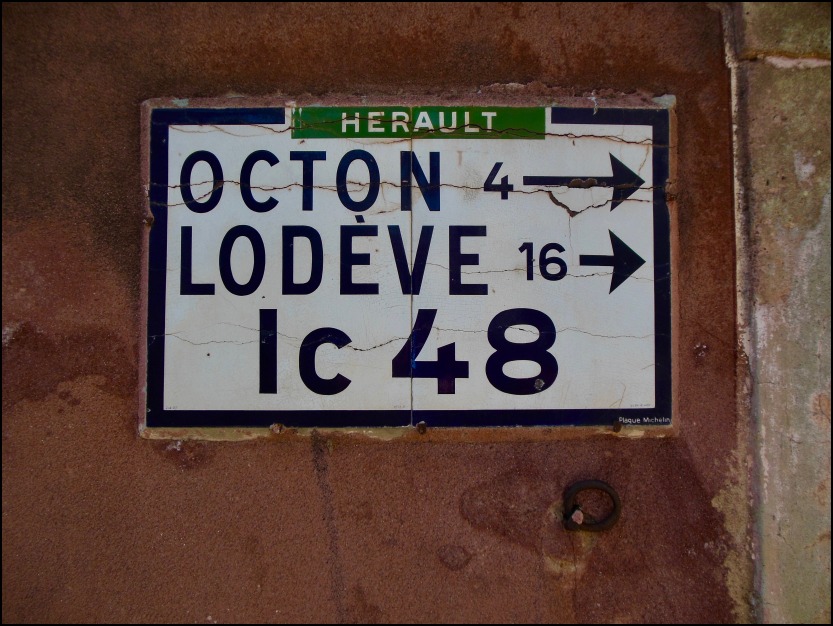 HERAULT
OCTON 4
LODÈVE 16
Ic 48
Plaque Michelin